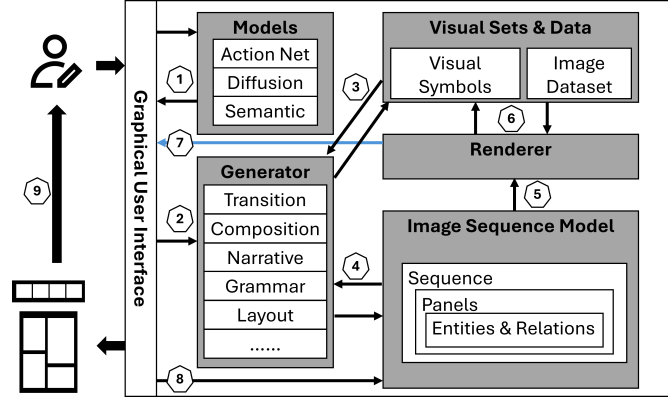 Graphical User Interface
Models
Action Net
Diffusion
Semantic
1
Visual Sets & Data
Visual
Symbols
Image
Dataset
3
6
7
Renderer
Generator
Transition
Composition
Narrative
Grammar
Layout
......
2
9
5
4
Image Sequence Model
Sequence
Panels
Entities & Relations
8